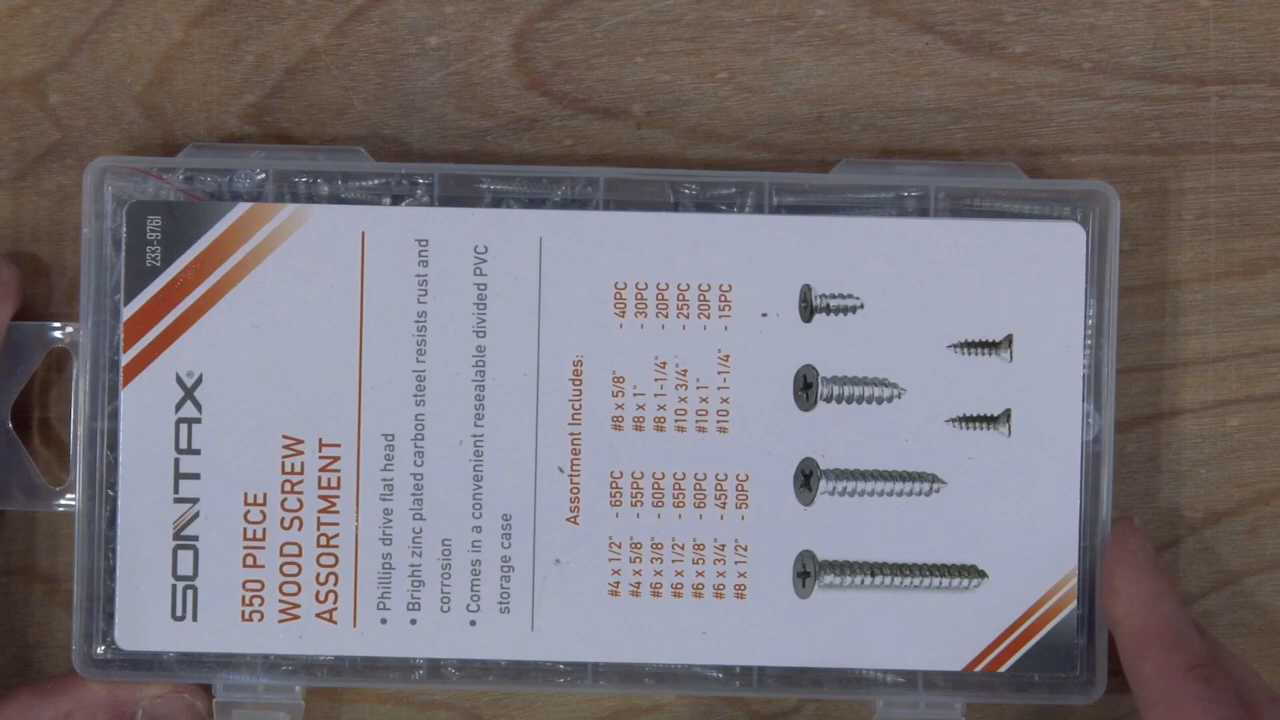 233-9761
SONTAX®
550 PIECE
WOOD SCREW
ASSORTMENT
• Phillips drive flat head
• Bright zinc plated carbon steel resists rust and
corrosion
• Comes in a convenient resealable divided PVC
storage case
Assortment Includes:
#4 x 1/2" - 65PC #8 x 5/8" - 40PC
#4 x 5/8" - 55PC #8 x 1" - 30PC
#6 x 3/8" - 60PC #8 x 1-1/4" - 20PC
#6 x 1/2" - 65PC #10 x 3/4" - 25PC
#6 x 5/8" - 60PC #10 x 1" - 20PC
#6 x 3/4" - 45PC #10 x 1-1/4" - 15PC
#8 x 1/2" - 50PC